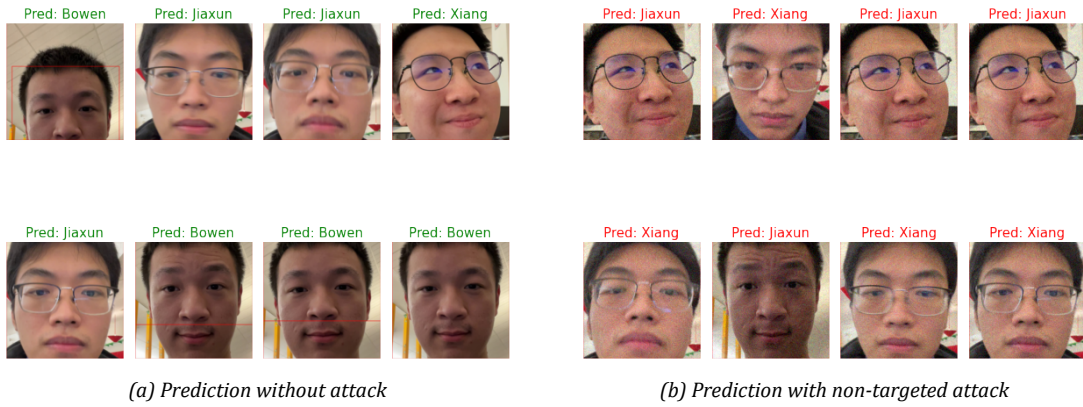 Pred: Bowen Pred: Jiaxun Pred: Jiaxun Pred: Xiang
Pred: Jiaxun Pred: Xiang Pred: Jiaxun Pred: Jiaxun
Pred: Jiaxun Pred: Bowen Pred: Bowen Pred: Bowen
Pred: Xiang Pred: Jiaxun Pred: Xiang Pred: Xiang
(a) Prediction without attack
(b) Prediction with non-targeted attack